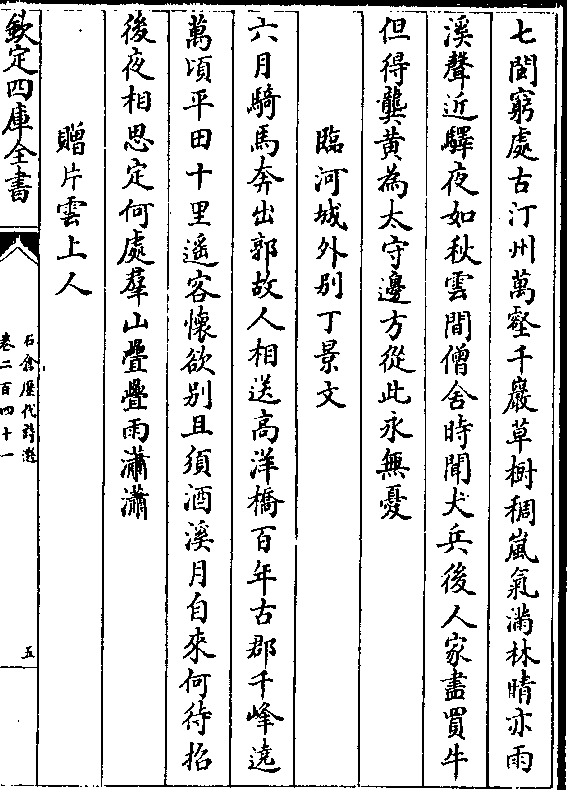 七閩窮處古汀州萬壑千巖草樹稠嵐氣滿林晴亦雨
溪聲近驛夜如秋雲間僧舍時聞犬兵後人家盡買牛
但得龔黃為太守邊方從此永無憂
臨河城外别丁景文
六月騎馬奔出郭故人相送高洋橋百年古郡千峰遶
萬頃平田十里遥客懷欲别且須酒溪月自來何待招
後夜相思定何處羣山疊疊雨瀟瀟
贈片雲上人
欽定四庫全書
石倉歷代詩選
卷二百四十一
五